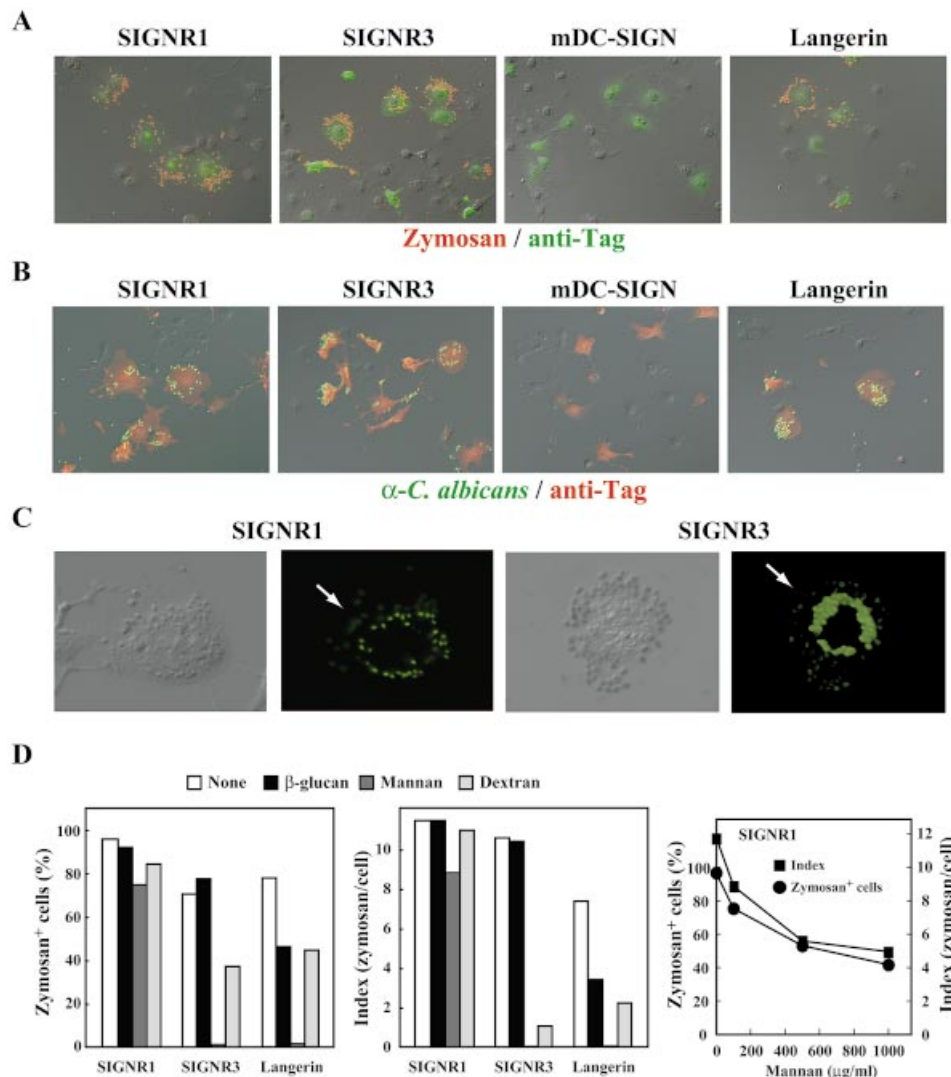 A
SIGNR1 SIGNR3 mDC-SIGN Langerin
Zymosan / anti-Tag
B
SIGNR1 SIGNR3 mDC-SIGN Langerin
α-C. albicans / anti-Tag
C
SIGNR1 SIGNR3
D
None β-glucan Mannan Dextran
Zymosan⁺ cells (%)
100
80
60
40
20
0
SIGNR1 SIGNR3 Langerin
Index (zymosan/cell)
10
8
6
4
2
0
SIGNR1 SIGNR3 Langerin
SIGNR1
Index
Zymosan⁺ cells
Zymosan⁺ cells (%)
100
80
60
40
20
0
12
10
8
6
4
2
0
Index (zymosan/cell)
0 200 400 600 800 1000
Mannan (μg/ml)